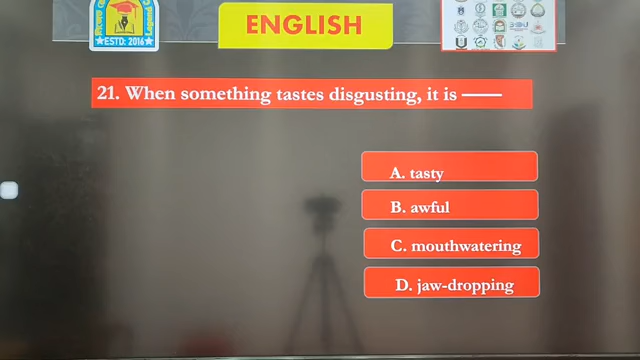 ESTD: 2016
ENGLISH
21. When something tastes disgusting, it is ——
A. tasty
B. awful
C. mouthwatering
D. jaw-dropping